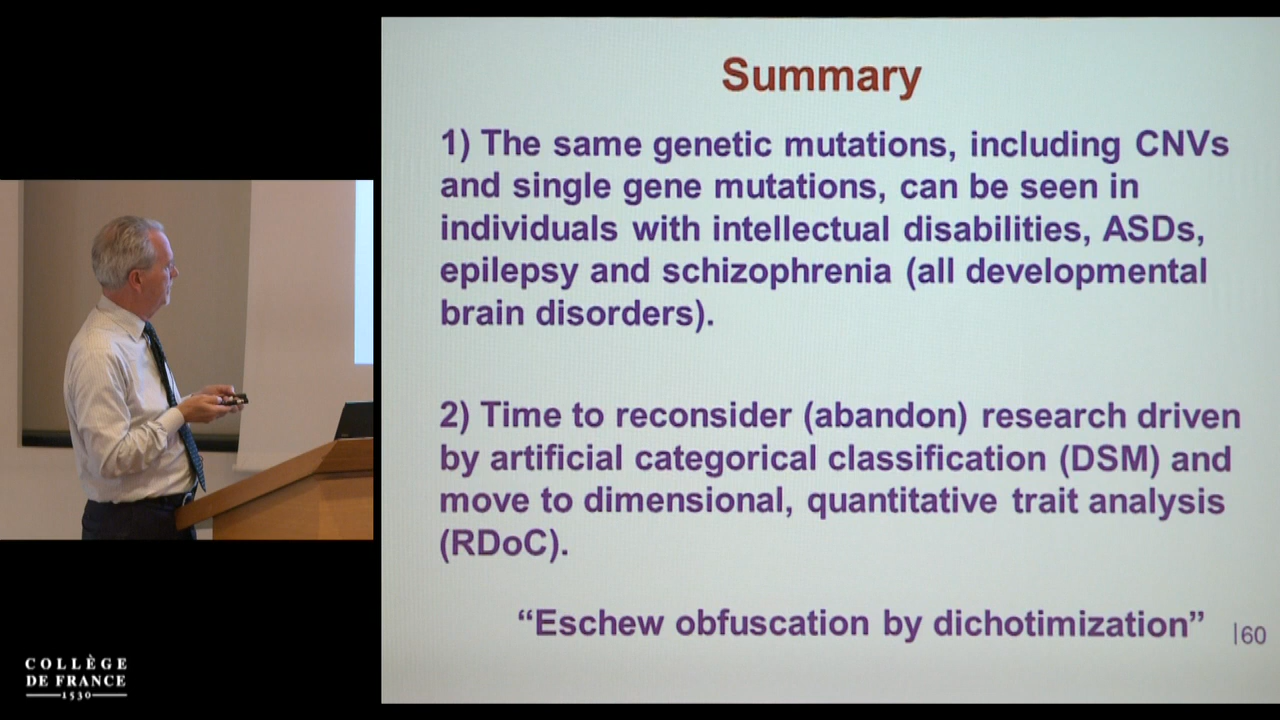 Summary
1) The same genetic mutations, including CNVs
and single gene mutations, can be seen in
individuals with intellectual disabilities, ASDs,
epilepsy and schizophrenia (all developmental
brain disorders).
2) Time to reconsider (abandon) research driven
by artificial categorical classification (DSM) and
move to dimensional, quantitative trait analysis
(RDoC).
“Eschew obfuscation by dichotimization”
|60
COLLÈGE
DE FRANCE
1530